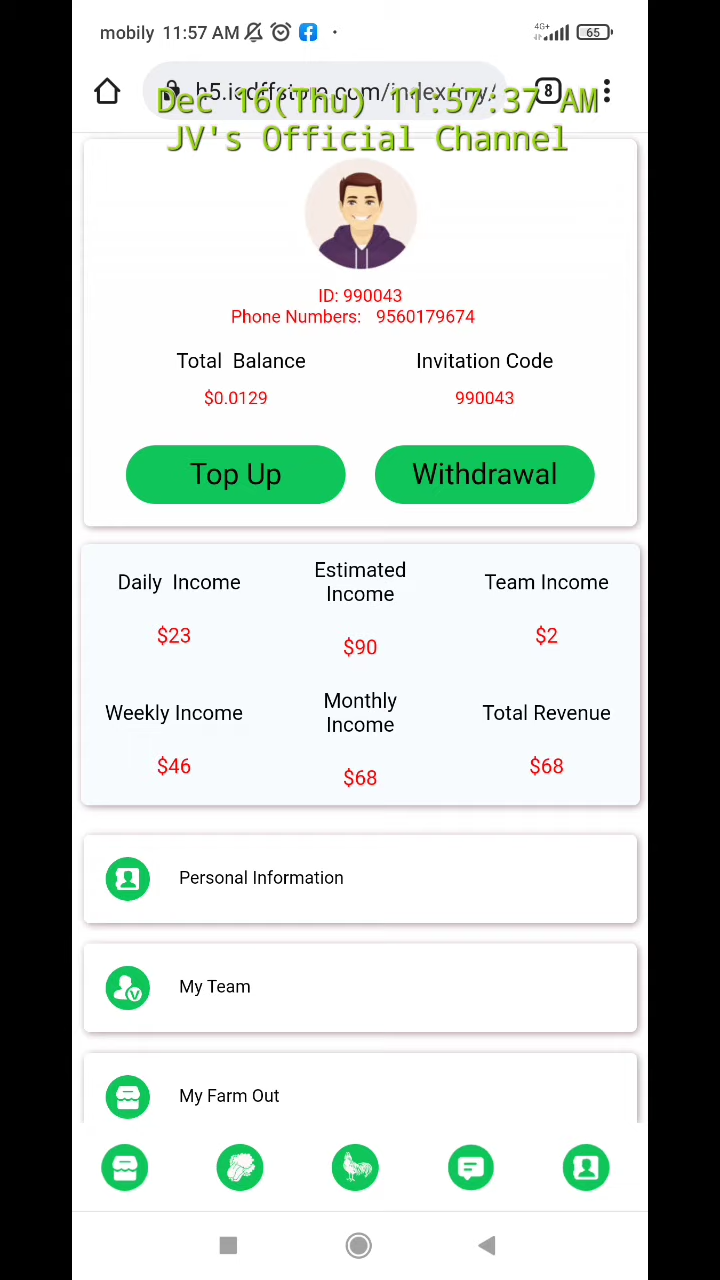 mobily 11:57 AM
4G+
65
8
Dec 16(Thu) 11:57:37 AM
JV's Official Channel
ID: 990043
Phone Numbers: 9560179674
Total Balance
Invitation Code
$0.0129
990043
Top Up
Withdrawal
Daily Income
Estimated
Income
Team Income
$23
$90
$2
Weekly Income
Monthly
Income
Total Revenue
$46
$68
$68
Personal Information
My Team
My Farm Out